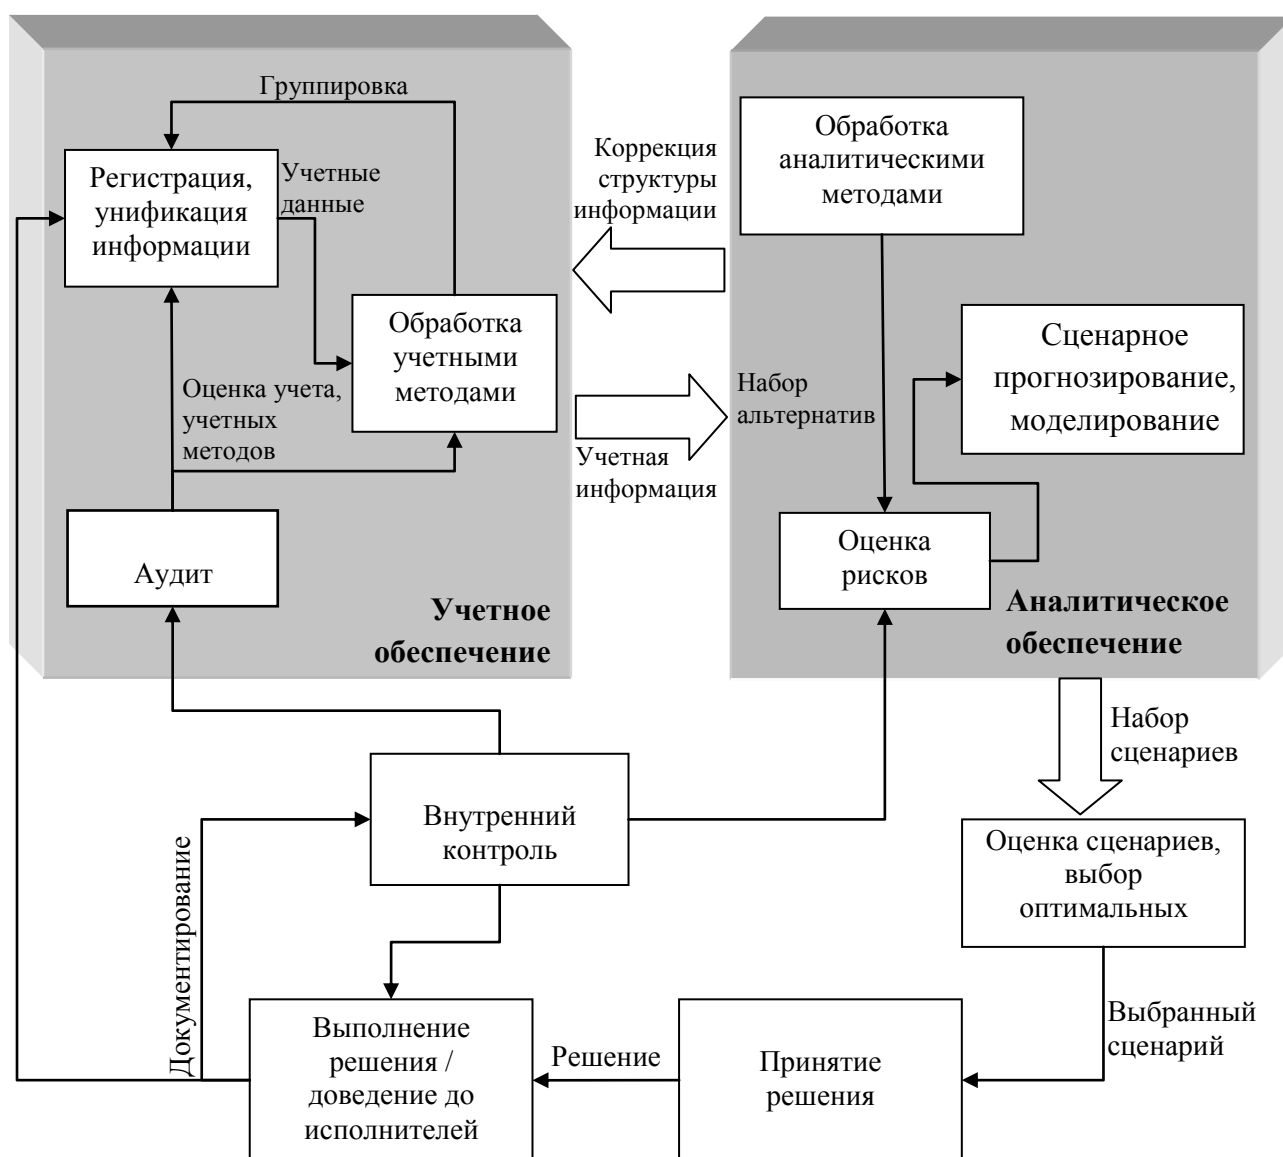 Группировка
Регистрация,
унификация
информации
Учетные
данные
Обработка
учетными
методами
Оценка учета,
учетных
методов
Аудит
Учетное
обеспечение
Коррекция
структуры
информации
Учетная
информация
Обработка
аналитическими
методами
Набор
альтернатив
Сценарное
прогнозирование,
моделирование
Оценка
рисков
Аналитическое
обеспечение
Набор
сценариев
Внутренний
контроль
Оценка сценариев,
выбор
оптимальных
Документирование
Выполнение
решения /
доведение до
исполнителей
Решение
Принятие
решения
Выбранный
сценарий